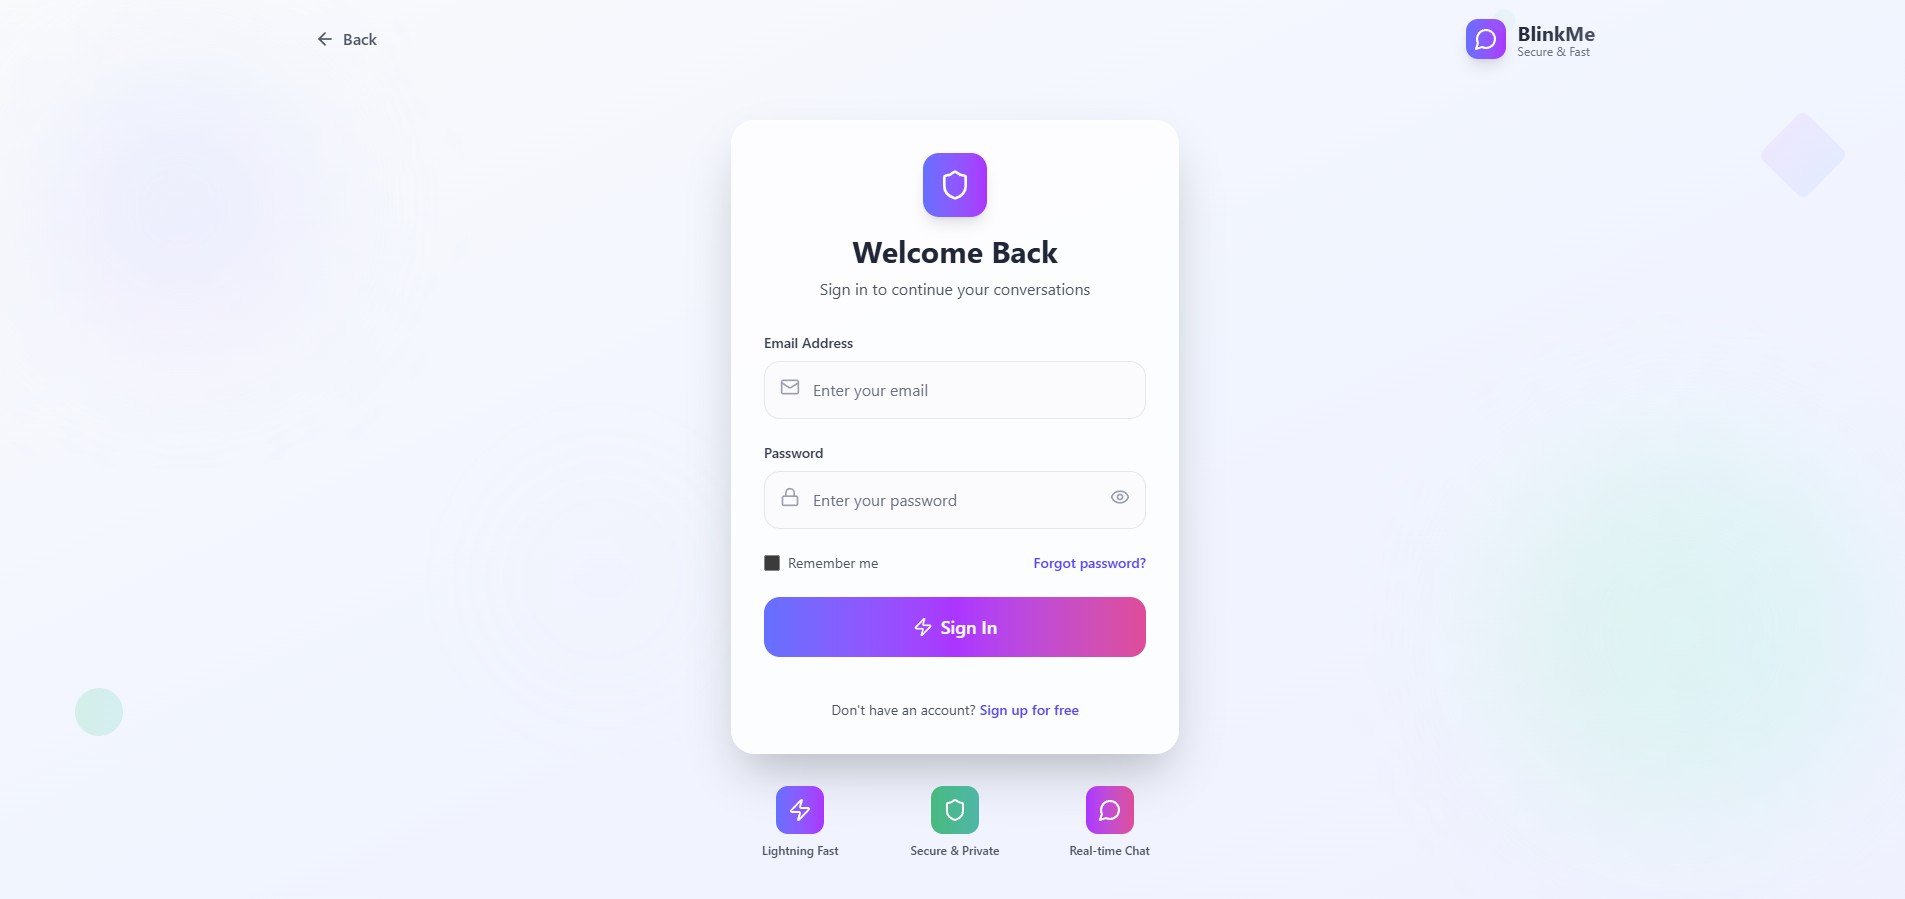 Back
BlinkMe
Secure & Fast
Welcome Back
Sign in to continue your conversations
Email Address
Enter your email
Password
Enter your password
Remember me
Forgot password?
Sign In
Don't have an account? Sign up for free
Lightning Fast
Secure & Private
Real-time Chat